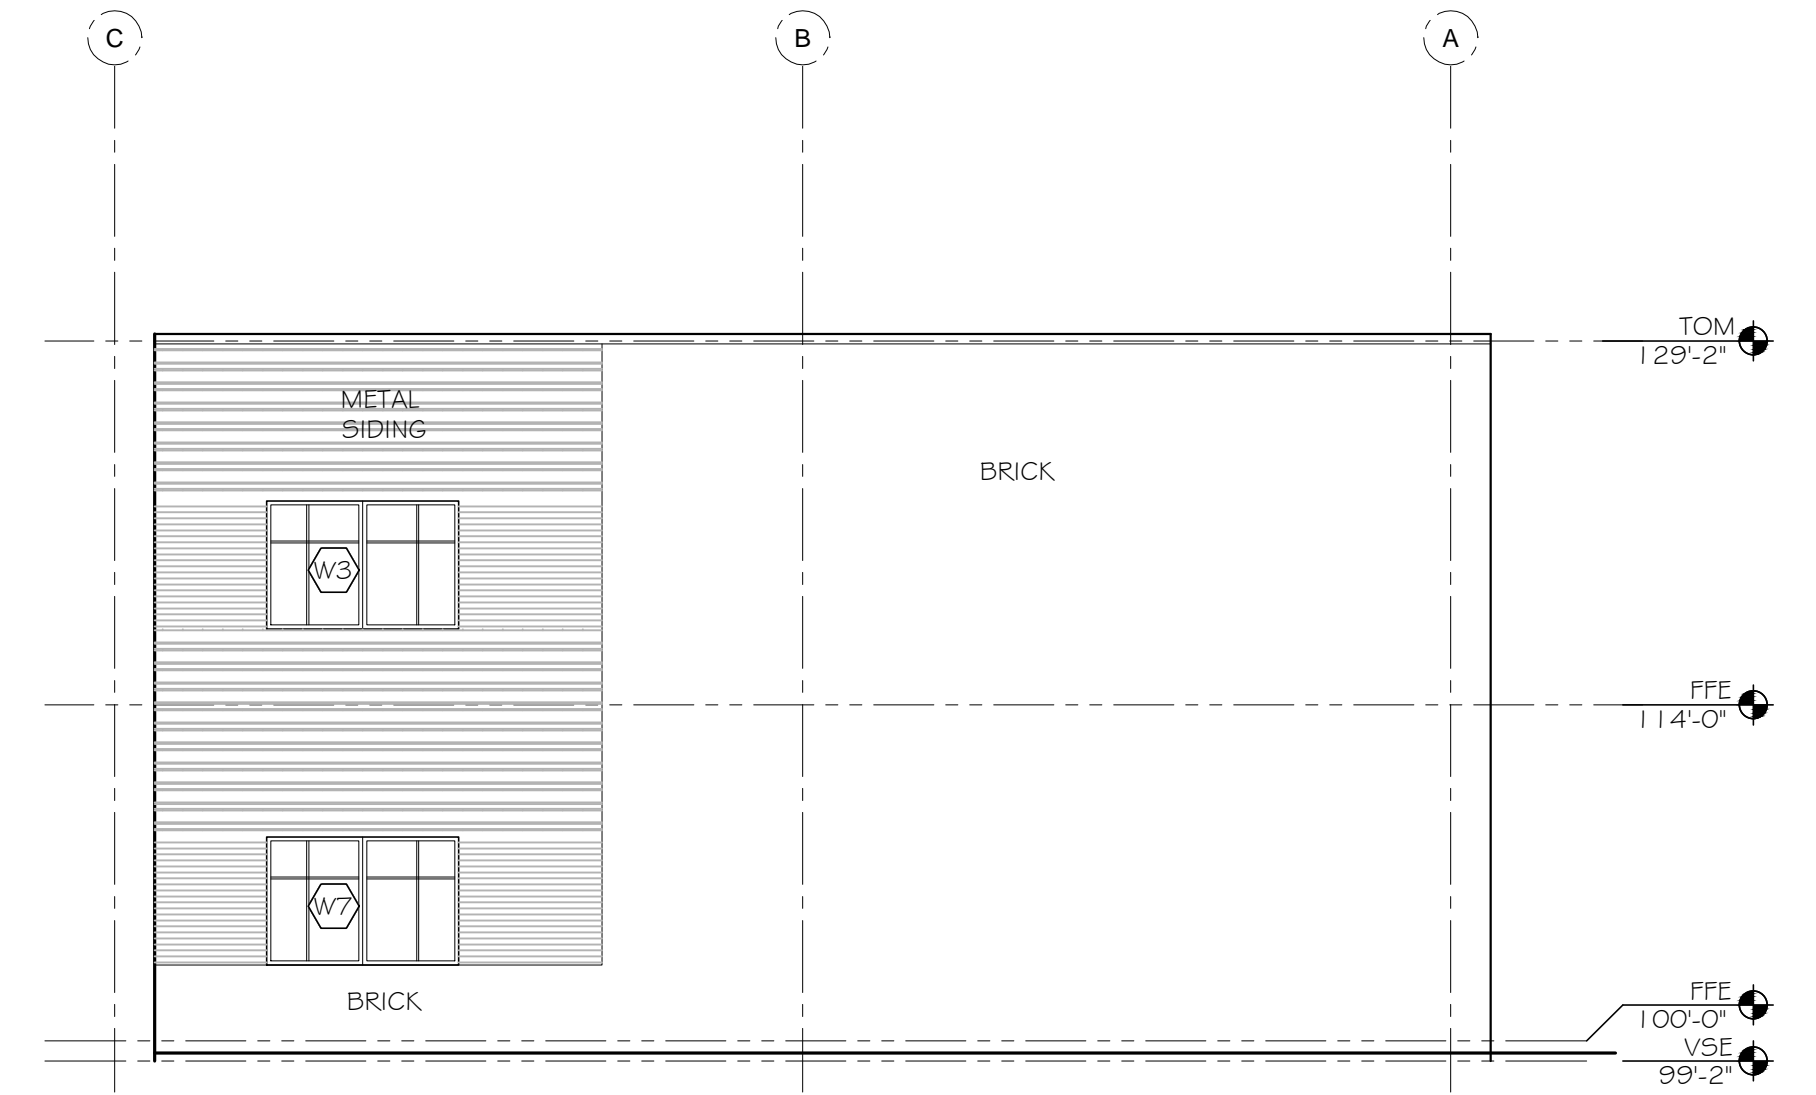 C
B
A
TOM
129'-2"
METAL
SIDING
BRICK
W3
FFE
114'-0"
W7
BRICK
FFE
100'-0"
VSE
99'-2"